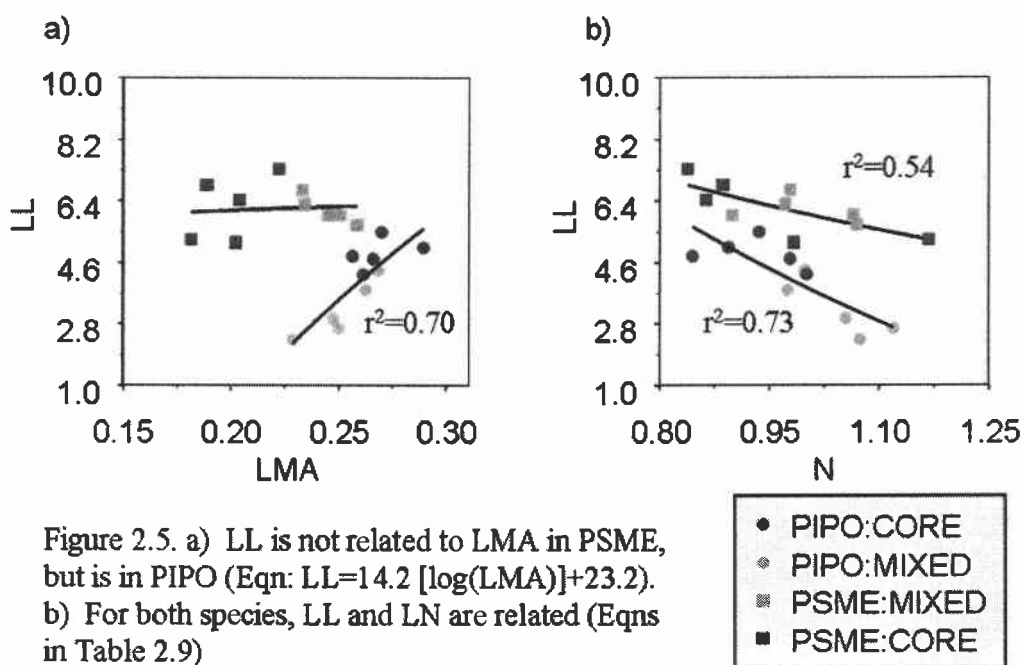 a)
b)
10.0
8.2
6.4
4.6
2.8
1.0
LL
r²=0.70
0.15 0.20 0.25 0.30
LMA
10.0
8.2
6.4
4.6
2.8
1.0
LL
r²=0.54
r²=0.73
0.80 0.95 1.10 1.25
N
Figure 2.5. a) LL is not related to LMA in PSME,
but is in PIPO (Eqn: LL=14.2 [log(LMA)]+23.2).
b) For both species, LL and LN are related (Eqns
in Table 2.9)
PIPO:CORE
PIPO:MIXED
PSME:MIXED
PSME:CORE